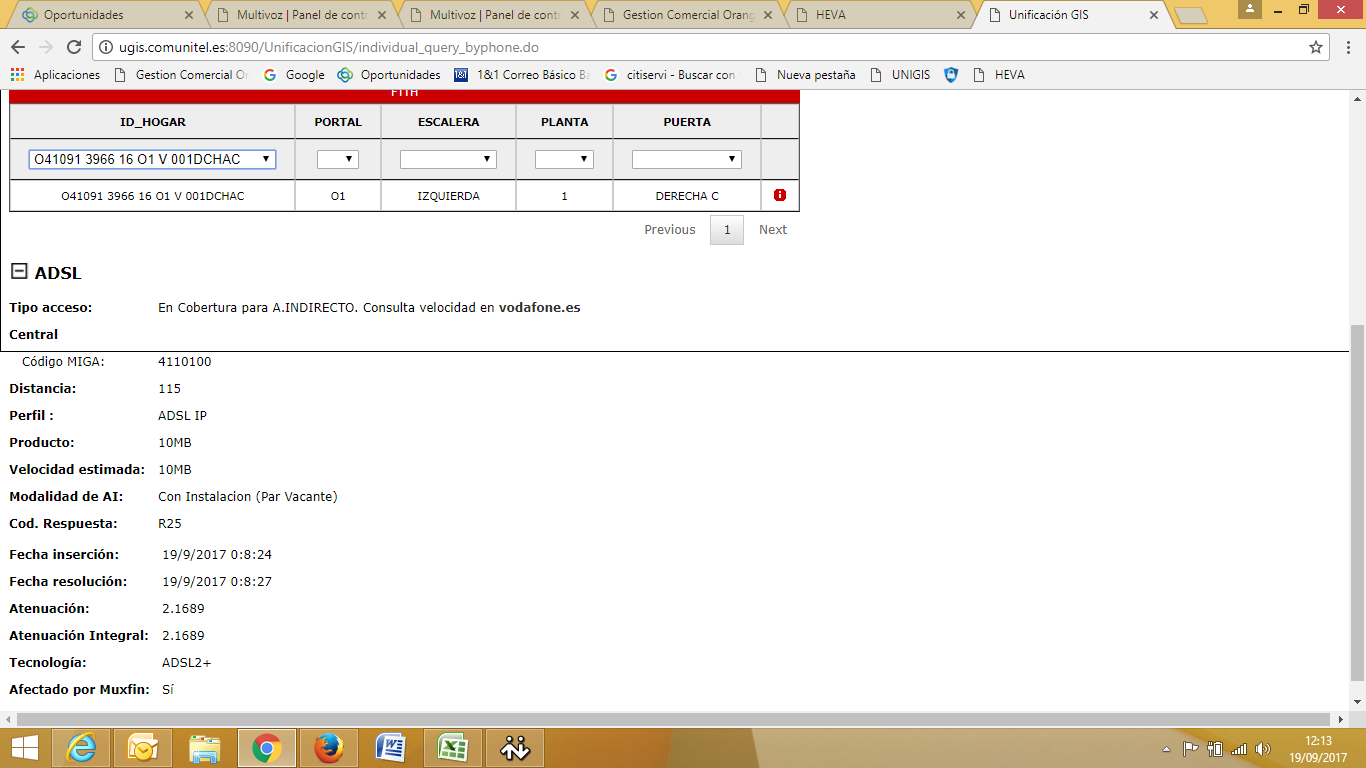 Oportunidades
Multivoz | Panel de contr
Multivoz | Panel de contr
Gestion Comercial Orang
HEVA
Unificación GIS
ugis.comunitel.es:8090/UnificacionGIS/individual_query_byphone.do
Aplicaciones Gestion Comercial Or Google Oportunidades 1&1 Correo Básico Ba citiservi - Buscar con Nueva pestaña UNIGIS HEVA
FTTH
ID_HOGAR PORTAL ESCALERA PLANTA PUERTA
O41091 3966 16 O1 V 001DCHAC
O41091 3966 16 O1 V 001DCHAC O1 IZQUIERDA 1 DERECHA C
Previous 1 Next
ADSL
Tipo acceso: En Cobertura para A.INDIRECTO. Consulta velocidad en vodafone.es
Central
Código MIGA: 4110100
Distancia: 115
Perfil : ADSL IP
Producto: 10MB
Velocidad estimada: 10MB
Modalidad de AI: Con Instalacion (Par Vacante)
Cod. Respuesta: R25
Fecha inserción: 19/9/2017 0:8:24
Fecha resolución: 19/9/2017 0:8:27
Atenuación: 2.1689
Atenuación Integral: 2.1689
Tecnología: ADSL2+
Afectado por Muxfin: Sí
12:13
19/09/2017